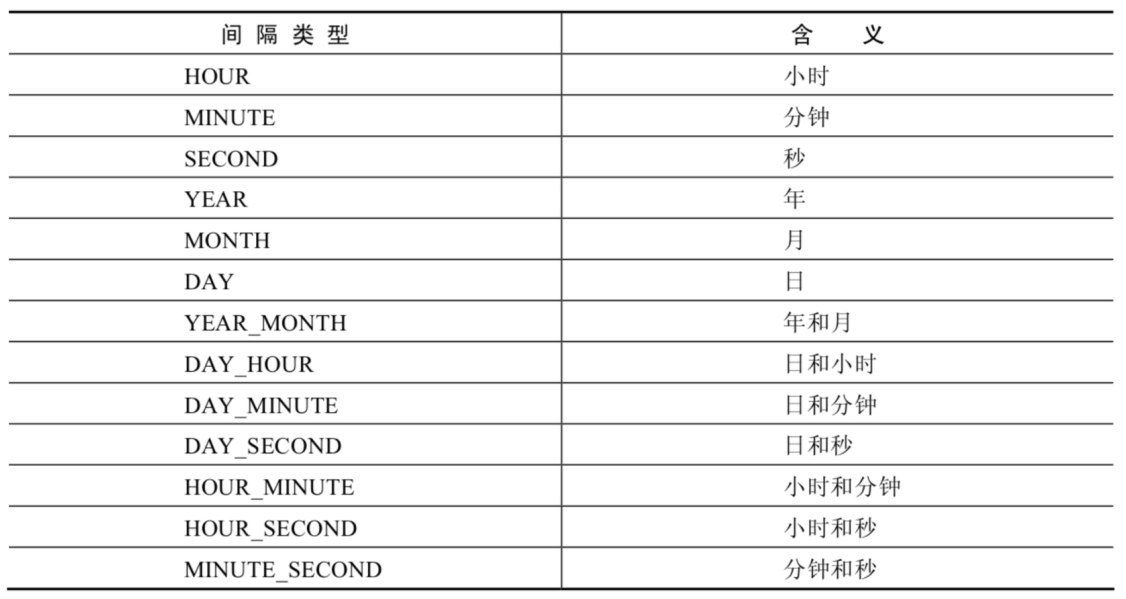 间隔类型 含义
HOUR 小时
MINUTE 分钟
SECOND 秒
YEAR 年
MONTH 月
DAY 日
YEAR_MONTH 年和月
DAY_HOUR 日和小时
DAY_MINUTE 日和分钟
DAY_SECOND 日和秒
HOUR_MINUTE 小时和分钟
HOUR_SECOND 小时和秒
MINUTE_SECOND 分钟和秒